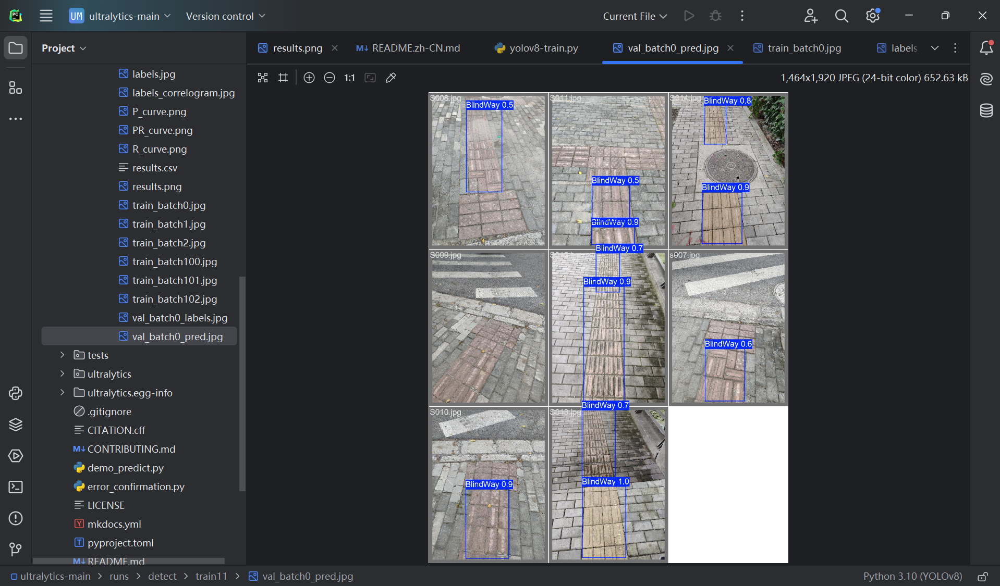 UM ultralytics-main Version control Current File
Project
results.png README.zh-CN.md yolov8-train.py val_batch0_pred.jpg train_batch0.jpg labels
1:1 1,464x1,920 JPEG (24-bit color) 652.63 kB
labels.jpg
labels_correlogram.jpg
P_curve.png
PR_curve.png
R_curve.png
results.csv
results.png
train_batch0.jpg
train_batch1.jpg
train_batch2.jpg
train_batch100.jpg
train_batch101.jpg
train_batch102.jpg
val_batch0_labels.jpg
val_batch0_pred.jpg
tests
ultralytics
ultralytics.egg-info
.gitignore
CITATION.cff
CONTRIBUTING.md
demo_predict.py
error_confirmation.py
LICENSE
mkdocs.yml
pyproject.toml
README.md
S008.jpg
BlindWay 0.5
S011.jpg
BlindWay 0.5
BlindWay 0.9
S014.jpg
BlindWay 0.8
BlindWay 0.9
S009.jpg
BlindWay 0.7
BlindWay 0.9
s007.jpg
BlindWay 0.6
S010.jpg
BlindWay 0.9
S013.jpg
BlindWay 0.7
BlindWay 1.0
ultralytics-main > runs > detect > train11 > val_batch0_pred.jpg
Python 3.10 (YOLOv8)